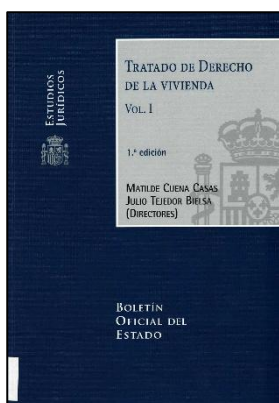 ESTUDIOS
JURÍDICOS
TRATADO DE DERECHO
DE LA VIVIENDA
VOL. I
1.ª edición
MATILDE CUENA CASAS
JULIO TEJEDOR BIELSA
(DIRECTORES)
BOLETÍN
OFICIAL DEL
ESTADO